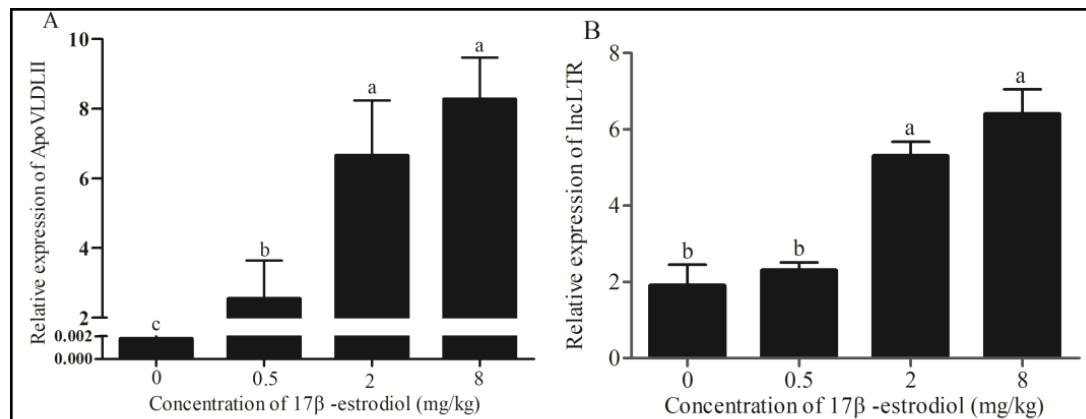 A
Relative expression of ApoVLDLII
10
8
6
4
2
0.002
0.000
c
b
a
a
0
0.5
2
8
Concentration of 17β -estrodiol (mg/kg)
B
Relative expression of lncLTR
8
6
4
2
0
b
b
a
a
0
0.5
2
8
Concentration of 17β -estrodiol (mg/kg)